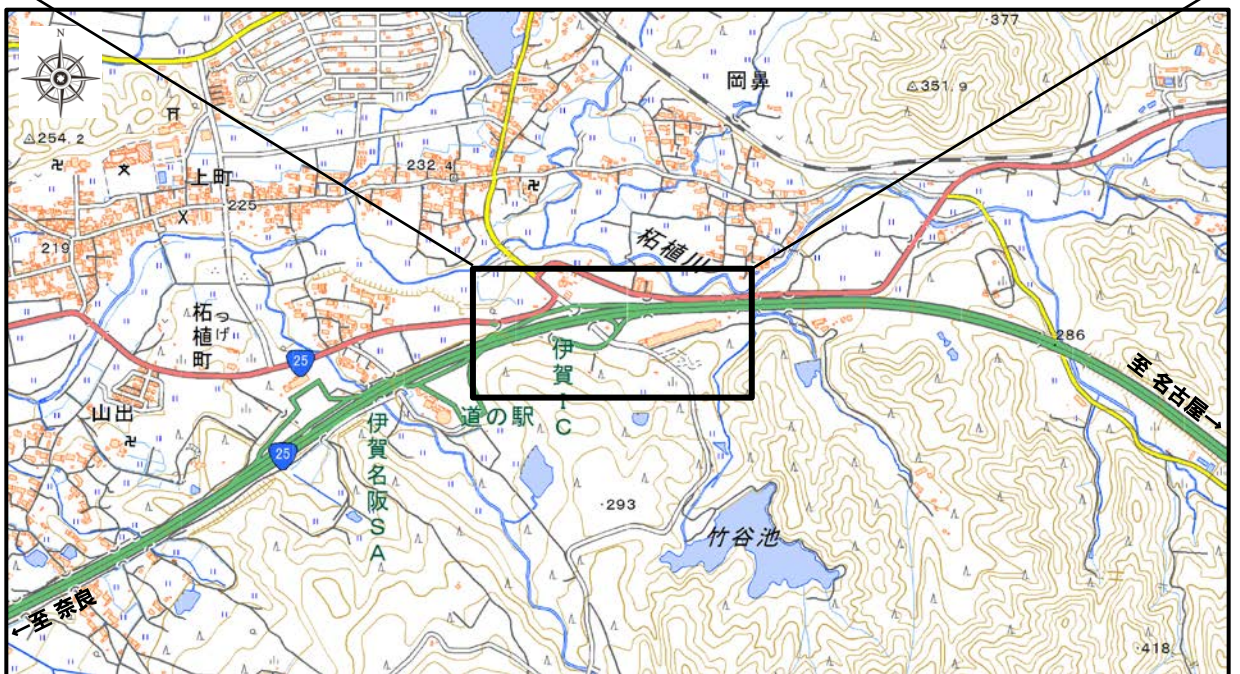 N
・377
岡鼻
351.9
254.2
232.4
上町
225
219
柘植川
柘植町
つげ
25
伊賀IC
286
至 名古屋→
山出
道の駅
25
伊賀名阪SA
・293
竹谷池
←至 奈良
・418